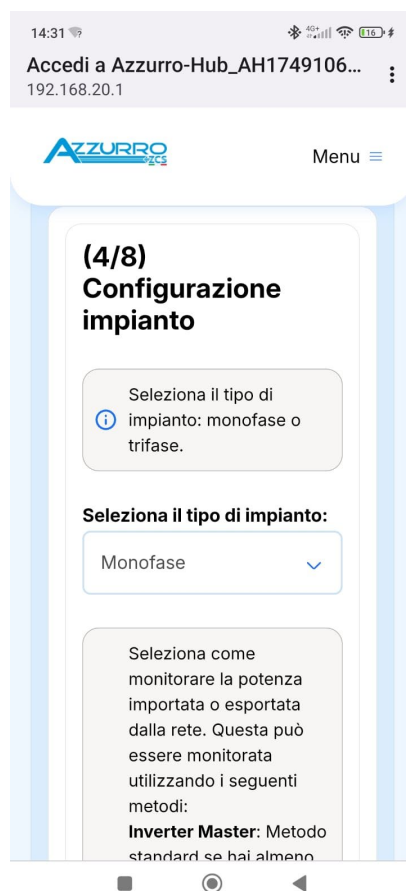 14:31
4G+
16
Accedi a Azzurro-Hub_AH1749106...
192.168.20.1
AZZURRO
ZCS
Menu
(4/8)
Configurazione
impianto
Seleziona il tipo di
impianto: monofase o
trifase.
Seleziona il tipo di impianto:
Monofase
Seleziona come
monitorare la potenza
importata o esportata
dalla rete. Questa può
essere monitorata
utilizzando i seguenti
metodi:
Inverter Master: Metodo
standard se hai almeno